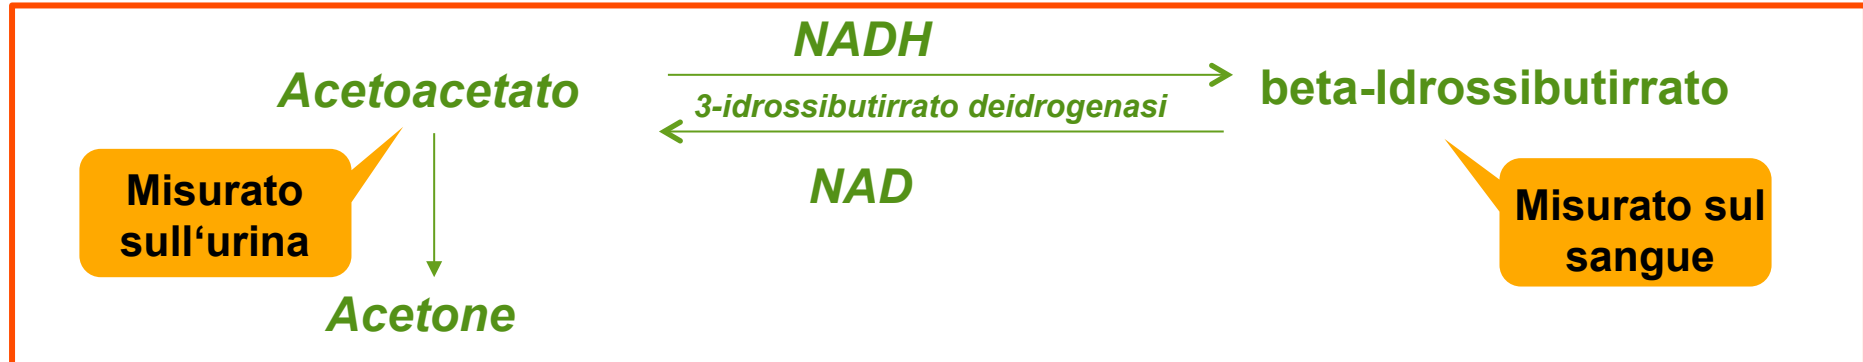 NADH
Acetoacetato
3-idrossibutirrato deidrogenasi
beta-Idrossibutirrato
NAD
Misurato
sull‘urina
Misurato sul
sangue
Acetone